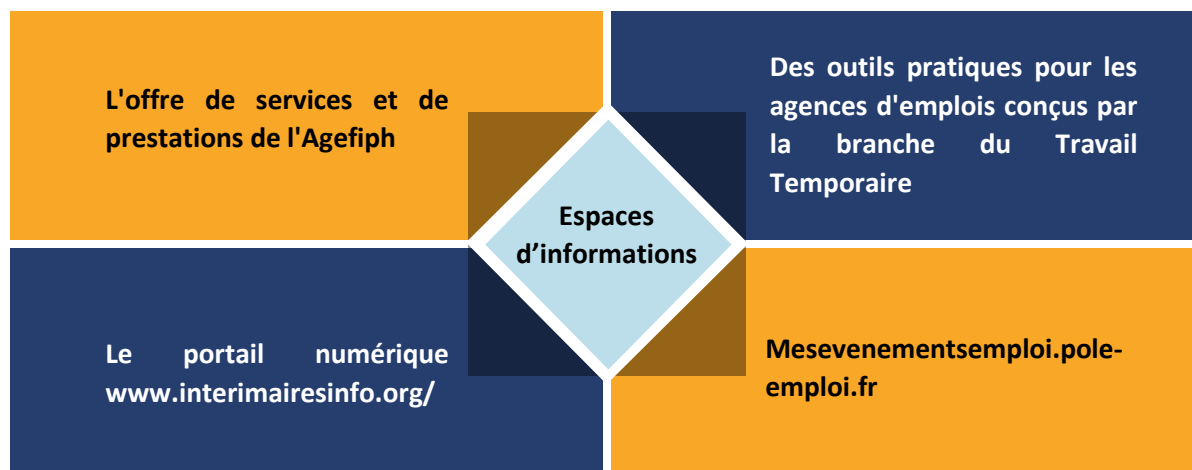 L'offre de services et de
prestations de l'Agefiph
Des outils pratiques pour les
agences d'emplois conçus par
la branche du Travail
Temporaire
Espaces
d’informations
Le portail numérique
www.interimairesinfo.org/
Mesevenementsemploi.pole-
emploi.fr